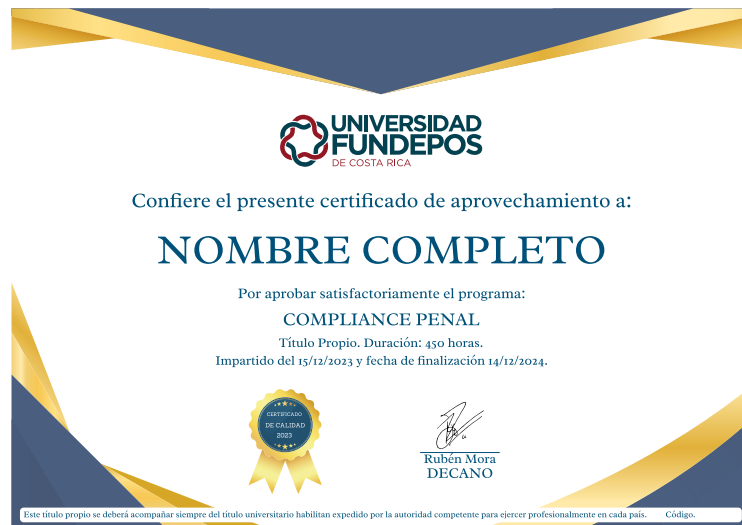 UNIVERSIDAD
FUNDEPOS
DE COSTA RICA
Confiere el presente certificado de aprovechamiento a:
NOMBRE COMPLETO
Por aprobar satisfactoriamente el programa:
COMPLIANCE PENAL
Título Propio. Duración: 450 horas.
Impartido del 15/12/2023 y fecha de finalización 14/12/2024.
CERTIFICADO
DE CALIDAD
2023
Rubén Mora
DECANO
Este título propio se deberá acompañar siempre del título universitario habilitan expedido por la autoridad competente para ejercer profesionalmente en cada país. Código.